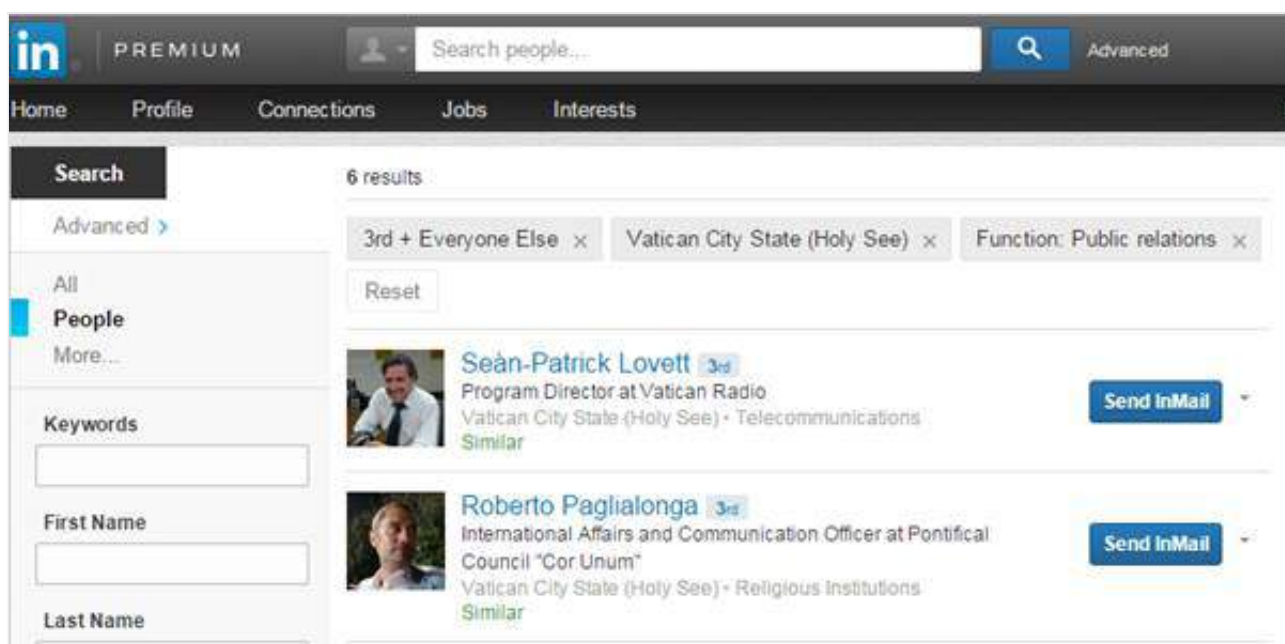 in PREMIUM Search people... Advanced
Home Profile Connections Jobs Interests
Search
Advanced >
All
People
More...
Keywords
First Name
Last Name
6 results
3rd + Everyone Else × Vatican City State (Holy See) × Function: Public relations ×
Reset
Seàn-Patrick Lovett 3rd
Program Director at Vatican Radio
Vatican City State (Holy See) • Telecommunications
Similar
Send InMail
Roberto Paglialonga 3rd
International Affairs and Communication Officer at Pontifical
Council "Cor Unum"
Vatican City State (Holy See) • Religious Institutions
Similar
Send InMail